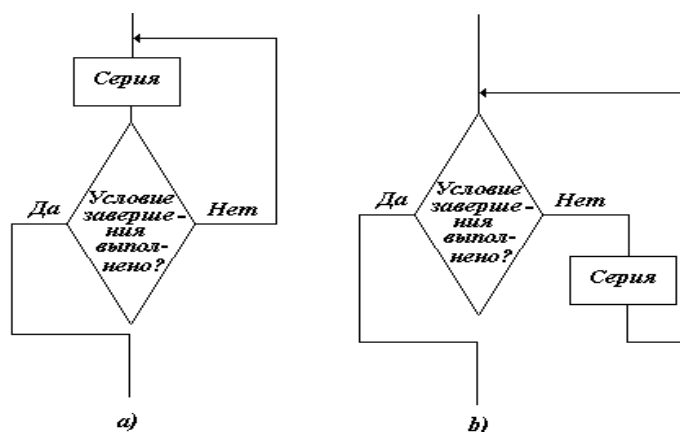 Серия
Да
Условие
заверше-
ния
выпол-
нено?
Нет
a)
Да
Условие
заверше-
ния
выпол-
нено?
Нет
Серия
b)